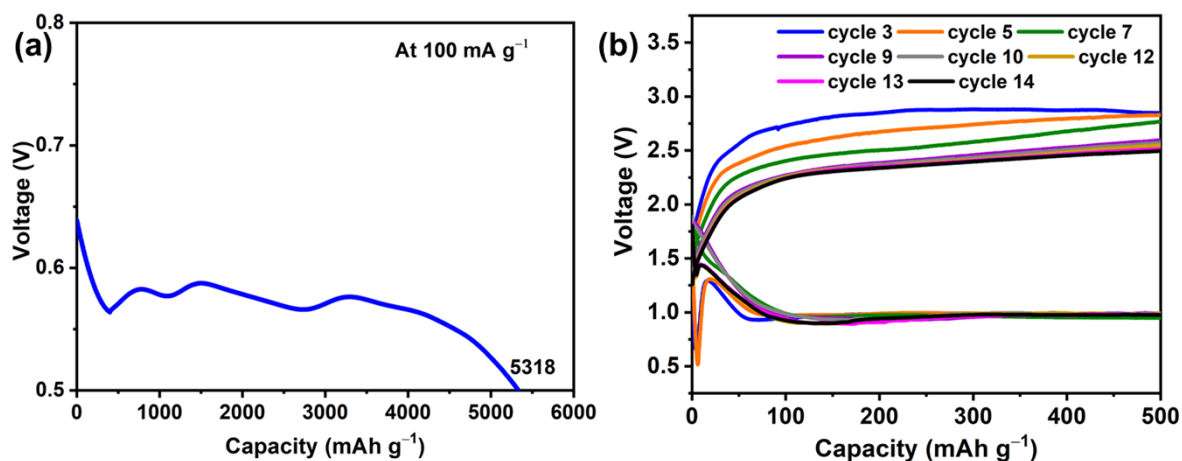 (a)
At 100 mA g⁻¹
0.8
0.7
0.6
0.5
Voltage (V)
5318
0 1000 2000 3000 4000 5000 6000
Capacity (mAh g⁻¹)
(b)
cycle 3 cycle 5 cycle 7
cycle 9 cycle 10 cycle 12
cycle 13 cycle 14
3.5
3.0
2.5
2.0
1.5
1.0
0.5
Voltage (V)
0 100 200 300 400 500
Capacity (mAh g⁻¹)